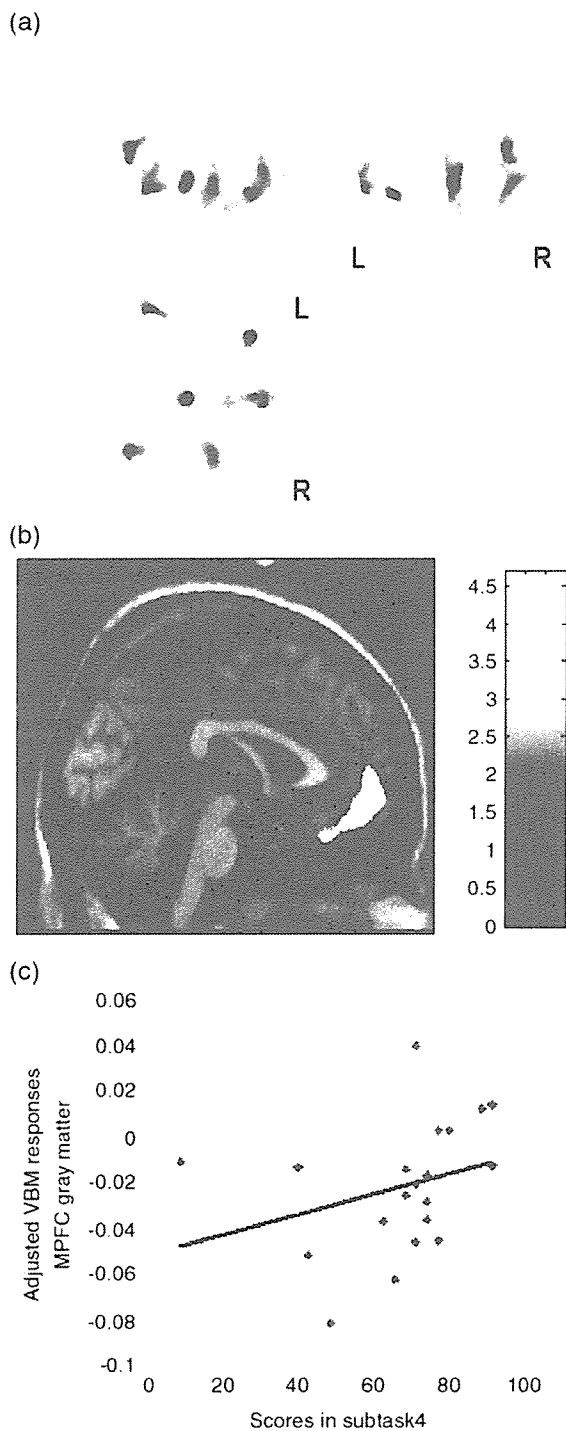 (a)
L R
L
R
(b)
4.5
4
3.5
3
2.5
2
1.5
1
0.5
0
(c)
0.06
0.04
0.02
0
-0.02
-0.04
-0.06
-0.08
-0.1
Adjusted VBM responses
MPFC gray matter
0 20 40 60 80 100
Scores in subtask4